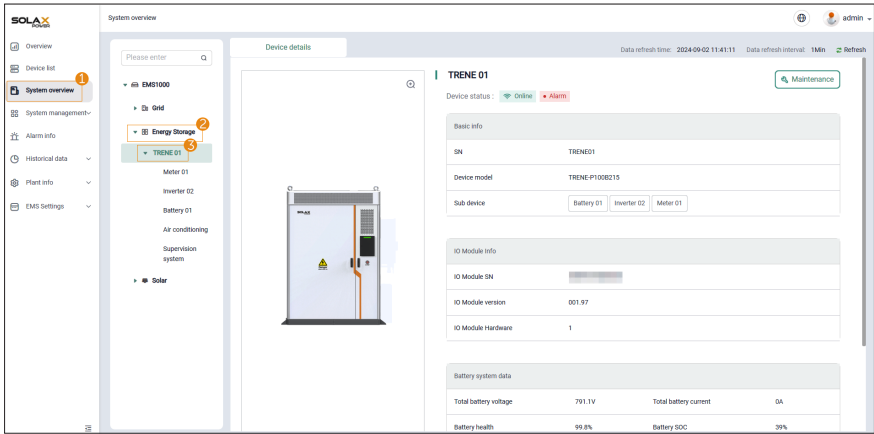 SOLAX
POWER
System overview
admin
Overview
Device list
System overview
1
System management
Alarm info
Historical data
Plant info
EMS Settings
Please enter
EMS1000
Grid
Energy Storage
2
TRENE 01
3
Meter 01
Inverter 02
Battery 01
Air conditioning
Supervision
system
Solar
Device details
Data refresh time: 2024-09-02 11:41:11 Data refresh interval: 1Min Refresh
TRENE 01
Maintenance
Device status : Online Alarm
Basic info
SN TRENE01
Device model TRENE-P100B215
Sub device Battery 01 Inverter 02 Meter 01
IO Module Info
IO Module SN
IO Module version 001.97
IO Module Hardware 1
Battery system data
Total battery voltage 791.1V Total battery current 0A
Battery health 99.8% Battery SOC 39%
SOLAX